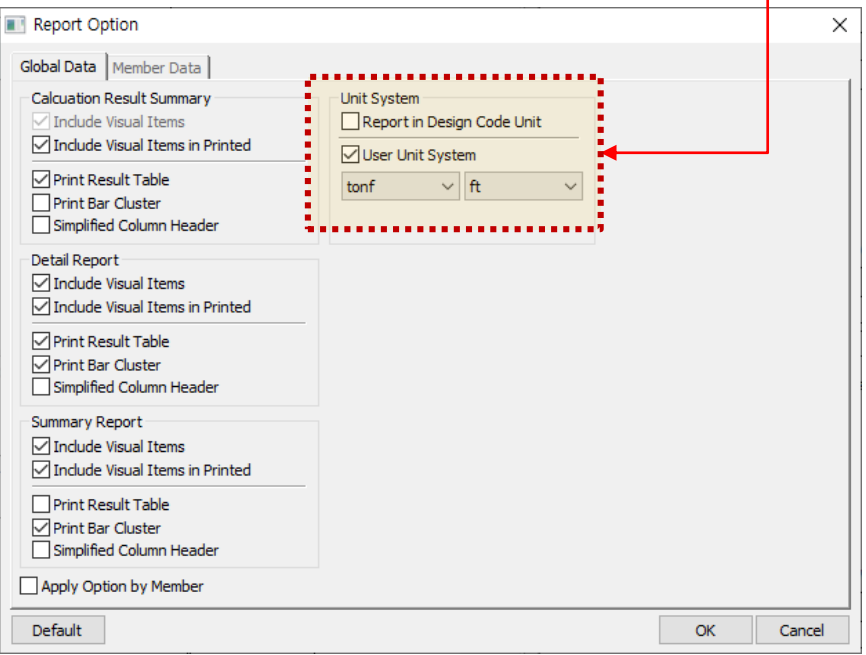 Report Option
Global Data
Member Data
Calcuation Result Summary
Include Visual Items
Include Visual Items in Printed
Print Result Table
Print Bar Cluster
Simplified Column Header
Unit System
Report in Design Code Unit
User Unit System
tonf
ft
Detail Report
Include Visual Items
Include Visual Items in Printed
Print Result Table
Print Bar Cluster
Simplified Column Header
Summary Report
Include Visual Items
Include Visual Items in Printed
Print Result Table
Print Bar Cluster
Simplified Column Header
Apply Option by Member
Default
OK
Cancel